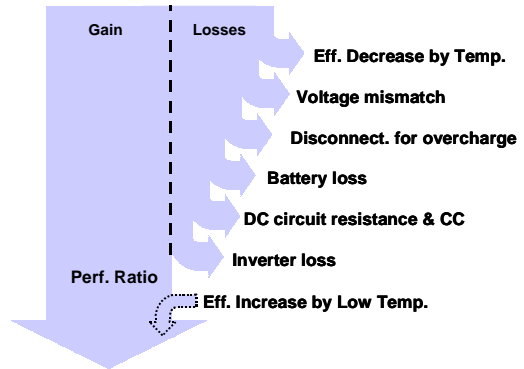 Gain
Losses
Eff. Decrease by Temp.
Voltage mismatch
Disconnect. for overcharge
Battery loss
DC circuit resistance & CC
Inverter loss
Perf. Ratio
Eff. Increase by Low Temp.